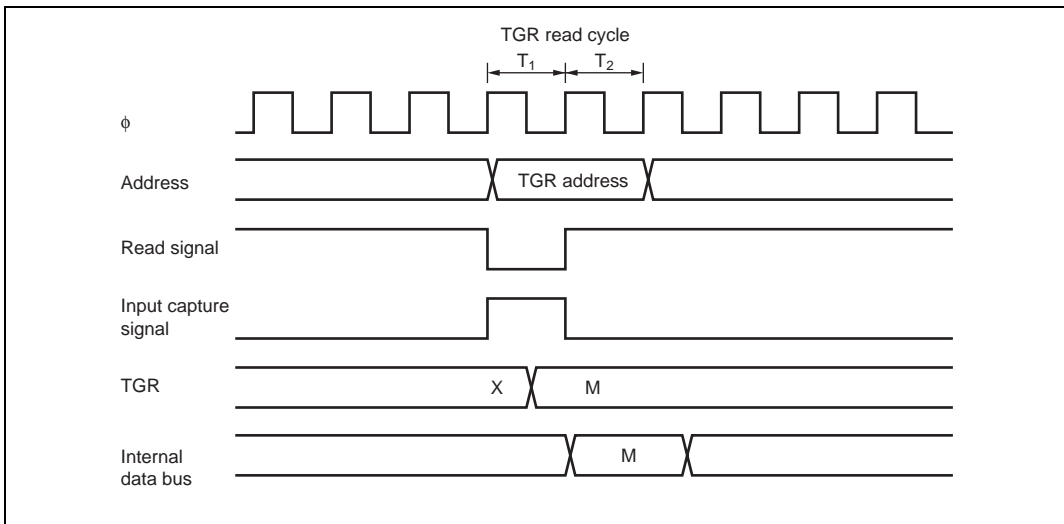 TGR read cycle
T₁ T₂
ϕ
Address
TGR address
Read signal
Input capture
signal
TGR
X
M
Internal
data bus
M